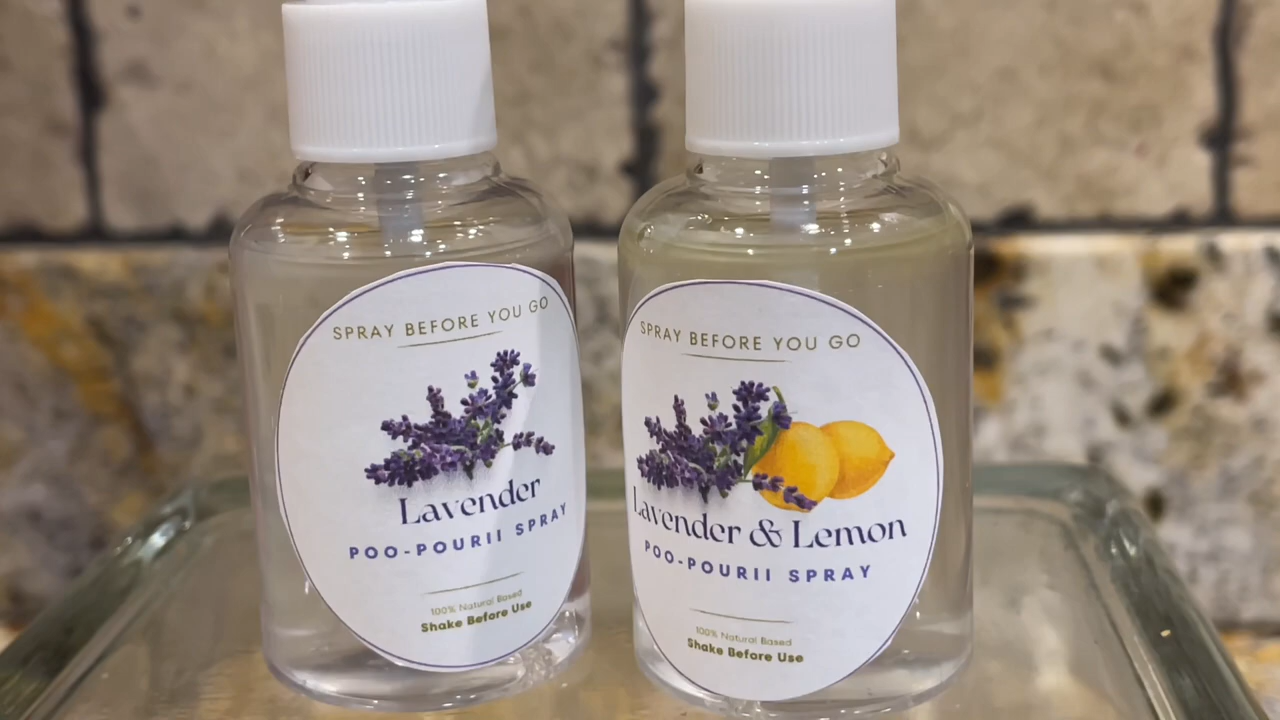 SPRAY BEFORE YOU GO
Lavender
POO-POURII SPRAY
100% Natural Based
Shake Before Use
SPRAY BEFORE YOU GO
Lavender & Lemon
POO-POURII SPRAY
100% Natural Based
Shake Before Use